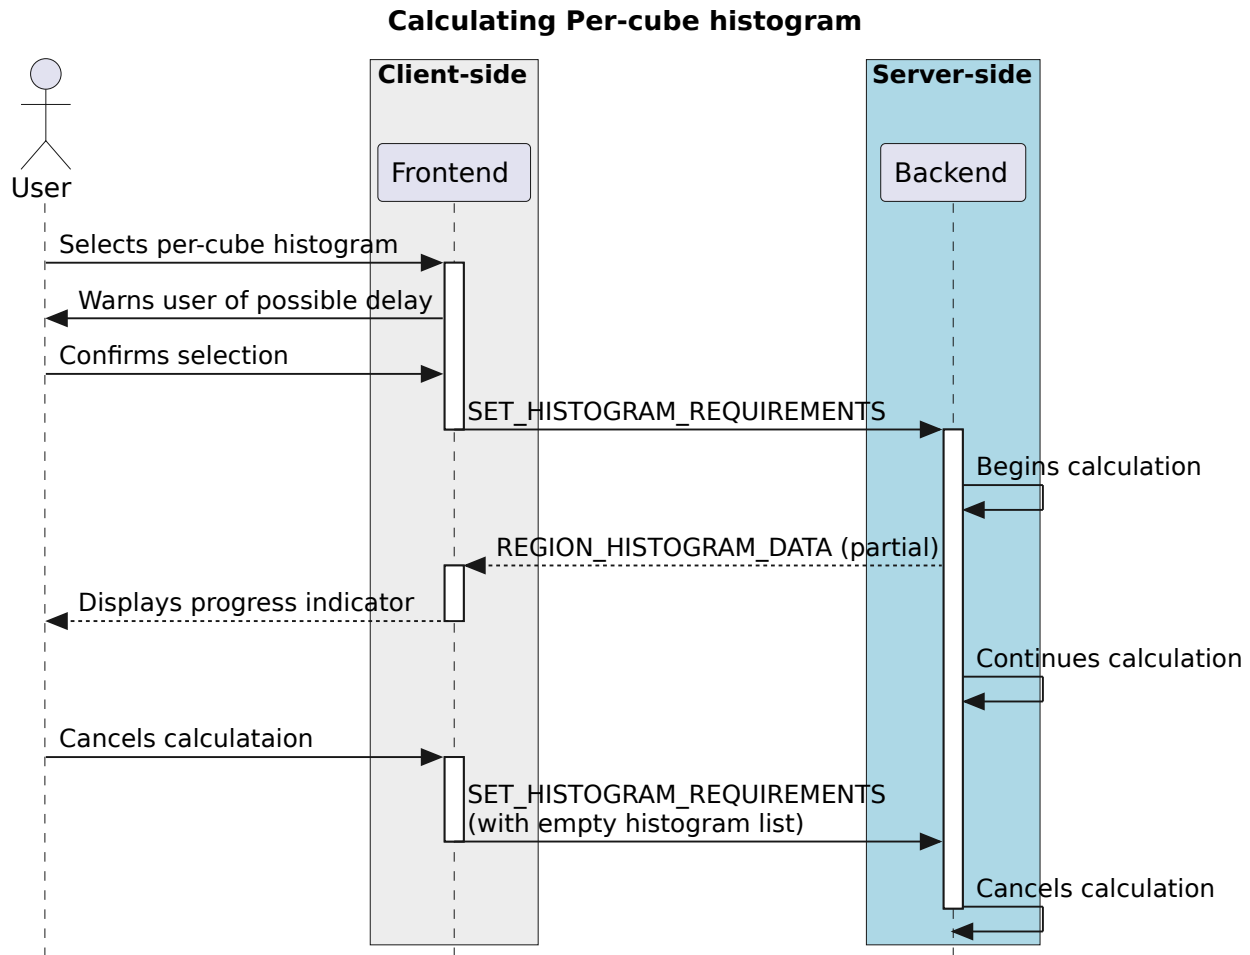 Calculating Per-cube histogram
Client-side
Server-side
User
Frontend
Backend
Selects per-cube histogram
Warns user of possible delay
Confirms selection
SET_HISTOGRAM_REQUIREMENTS
Begins calculation
REGION_HISTOGRAM_DATA (partial)
Displays progress indicator
Continues calculation
Cancels calculataion
SET_HISTOGRAM_REQUIREMENTS
(with empty histogram list)
Cancels calculation